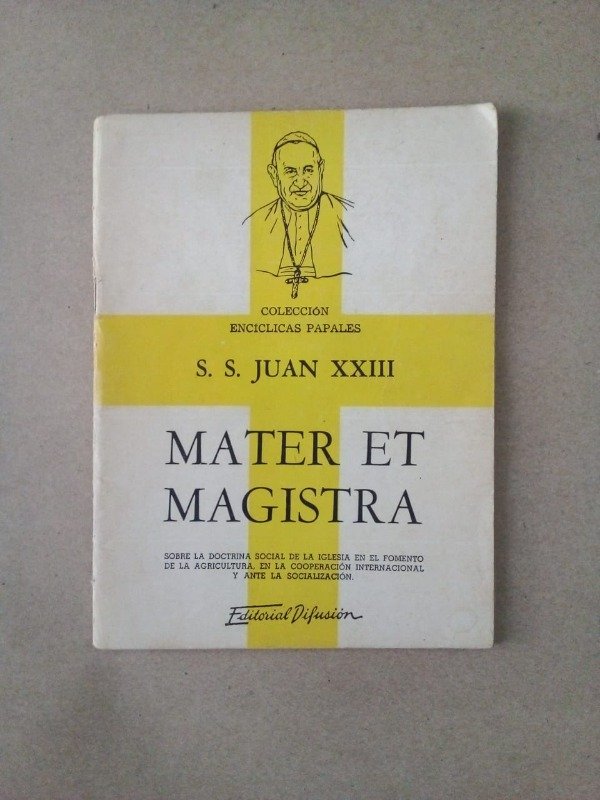 COLECCIÓN
ENCICLICAS PAPALES
S. S. JUAN XXIII
MATER ET
MAGISTRA
SOBRE LA DOCTRINA SOCIAL DE LA IGLESIA EN EL FOMENTO
DE LA AGRICULTURA, EN LA COOPERACIÓN INTERNACIONAL
Y ANTE LA SOCIALIZACIÓN.
Editorial Difusión